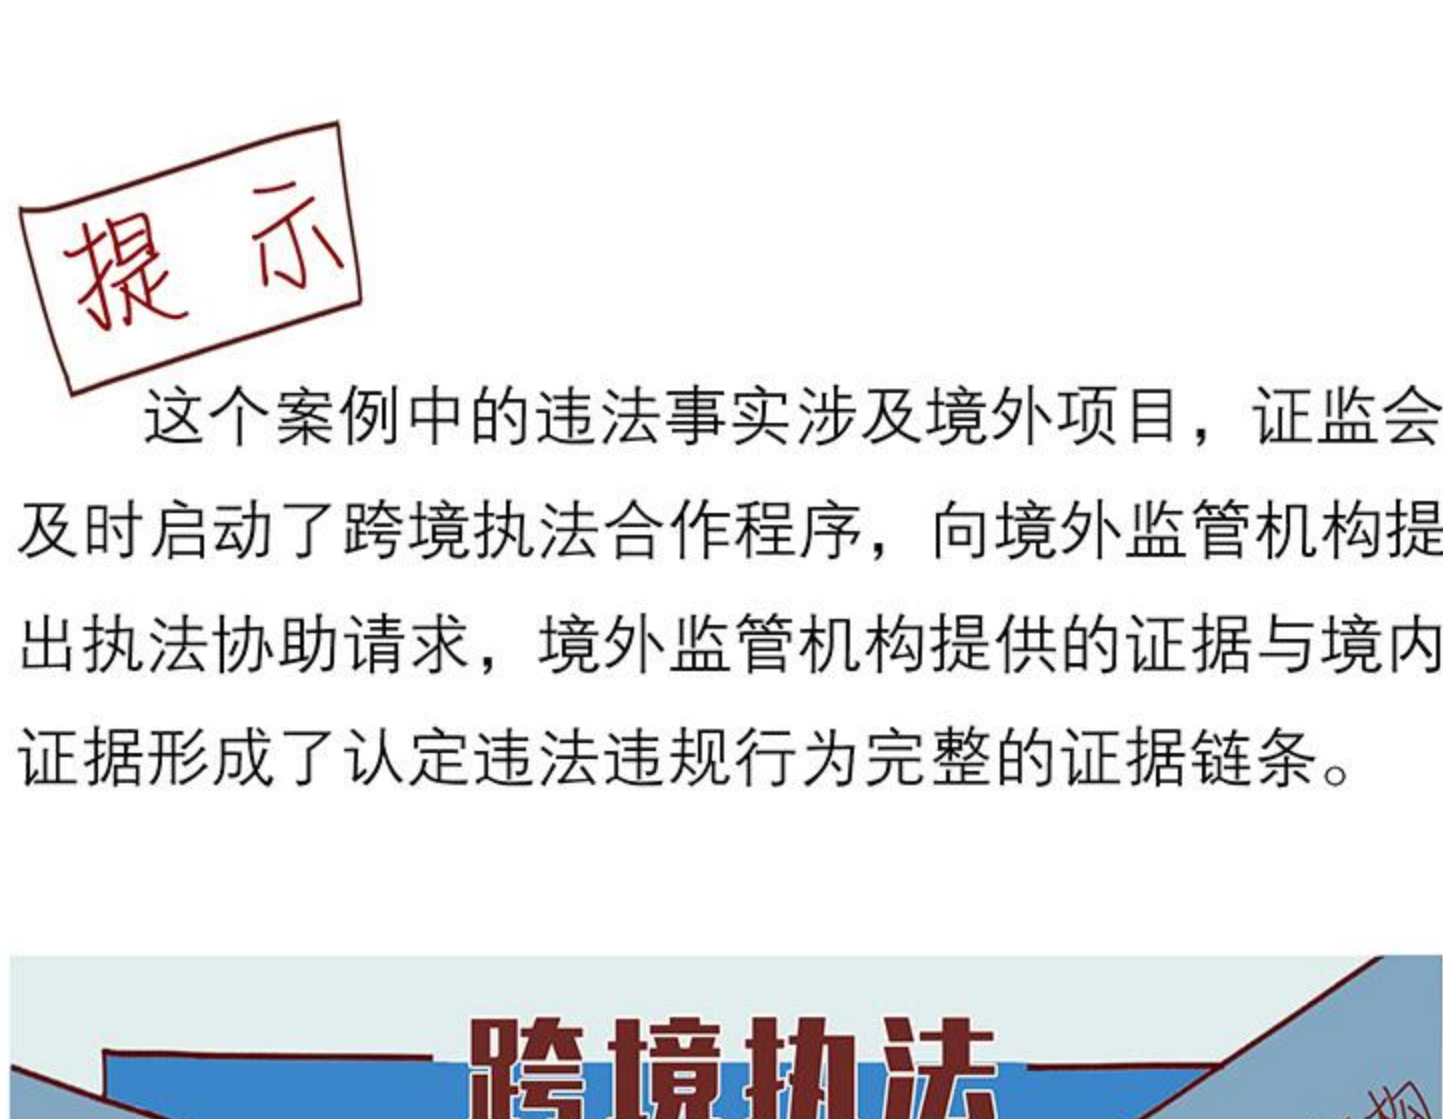 提 示
这个案例中的违法事实涉及境外项目，证监会
及时启动了跨境执法合作程序，向境外监管机构提
出执法协助请求，境外监管机构提供的证据与境内
证据形成了认定违法违规行为完整的证据链条。
跨境执法